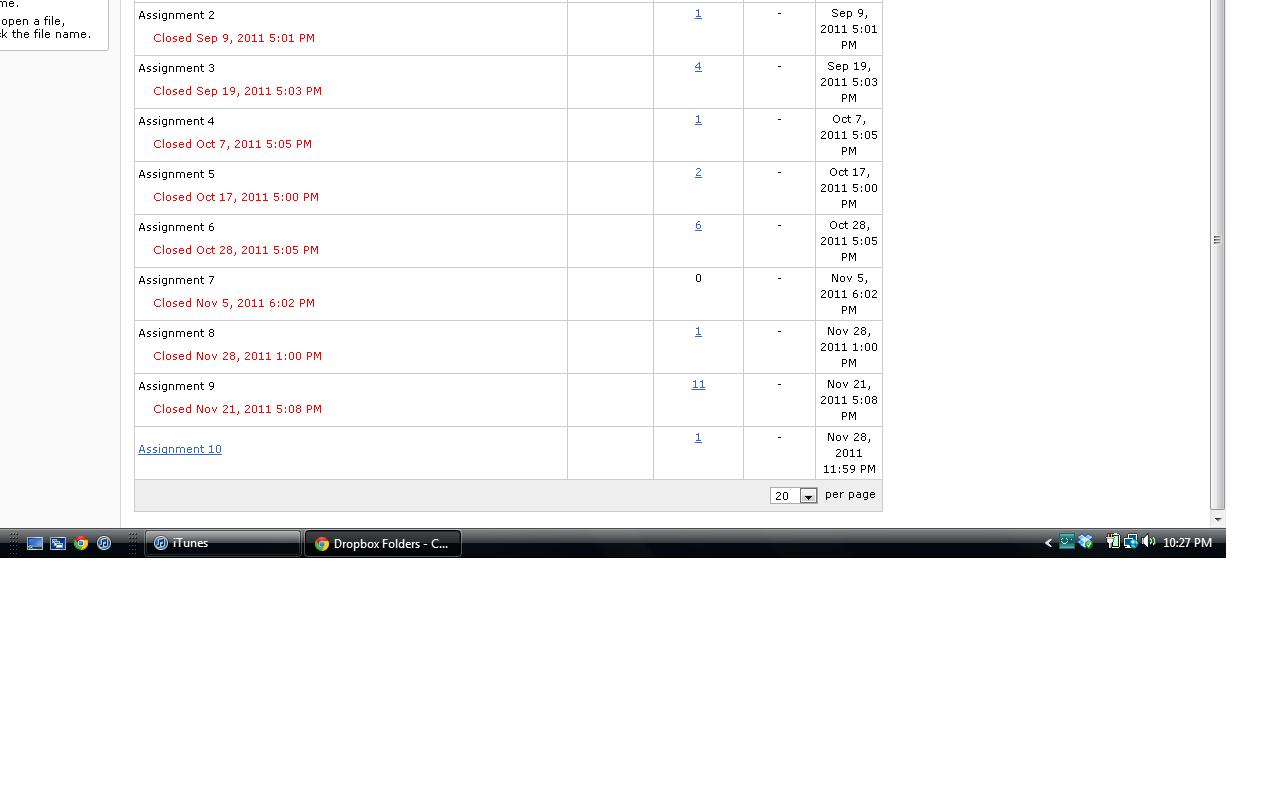 me.
open a file,
k the file name.
Assignment 2 1 - Sep 9,
2011 5:01
PM
Closed Sep 9, 2011 5:01 PM
Assignment 3 4 - Sep 19,
2011 5:03
PM
Closed Sep 19, 2011 5:03 PM
Assignment 4 1 - Oct 7,
2011 5:05
PM
Closed Oct 7, 2011 5:05 PM
Assignment 5 2 - Oct 17,
2011 5:00
PM
Closed Oct 17, 2011 5:00 PM
Assignment 6 6 - Oct 28,
2011 5:05
PM
Closed Oct 28, 2011 5:05 PM
Assignment 7 0 - Nov 5,
2011 6:02
PM
Closed Nov 5, 2011 6:02 PM
Assignment 8 1 - Nov 28,
2011 1:00
PM
Closed Nov 28, 2011 1:00 PM
Assignment 9 11 - Nov 21,
2011 5:08
PM
Closed Nov 21, 2011 5:08 PM
Assignment 10 1 - Nov 28,
2011
11:59 PM
20 per page
iTunes
Dropbox Folders - C...
10:27 PM